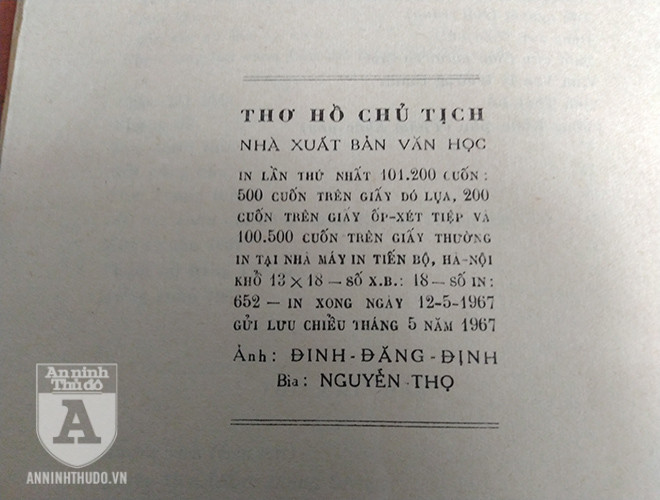 THƠ HỒ CHỦ TỊCH
NHÀ XUẤT BẢN VĂN HỌC
IN LẦN THỨ NHẤT 101.200 CUỐN:
500 CUỐN TRÊN GIẤY DÓ LỤA, 200
CUỐN TRÊN GIẤY ỐP-XÉT TIỆP VÀ
100.500 CUỐN TRÊN GIẤY THƯỜNG
IN TẠI NHÀ MÁY IN TIẾN BỘ, HÀ-NỘI
KHỔ 13 × 18 — SỐ X.B.: 18 — SỐ IN:
652 — IN XONG NGÀY 12-5-1967
GỬI LƯU CHIỂU THÁNG 5 NĂM 1967
Ảnh: ĐINH-ĐĂNG-ĐỊNH
Bìa: NGUYỄN-THỌ
An ninh
Thủ đô
A
ANNINHTHUDO.VN